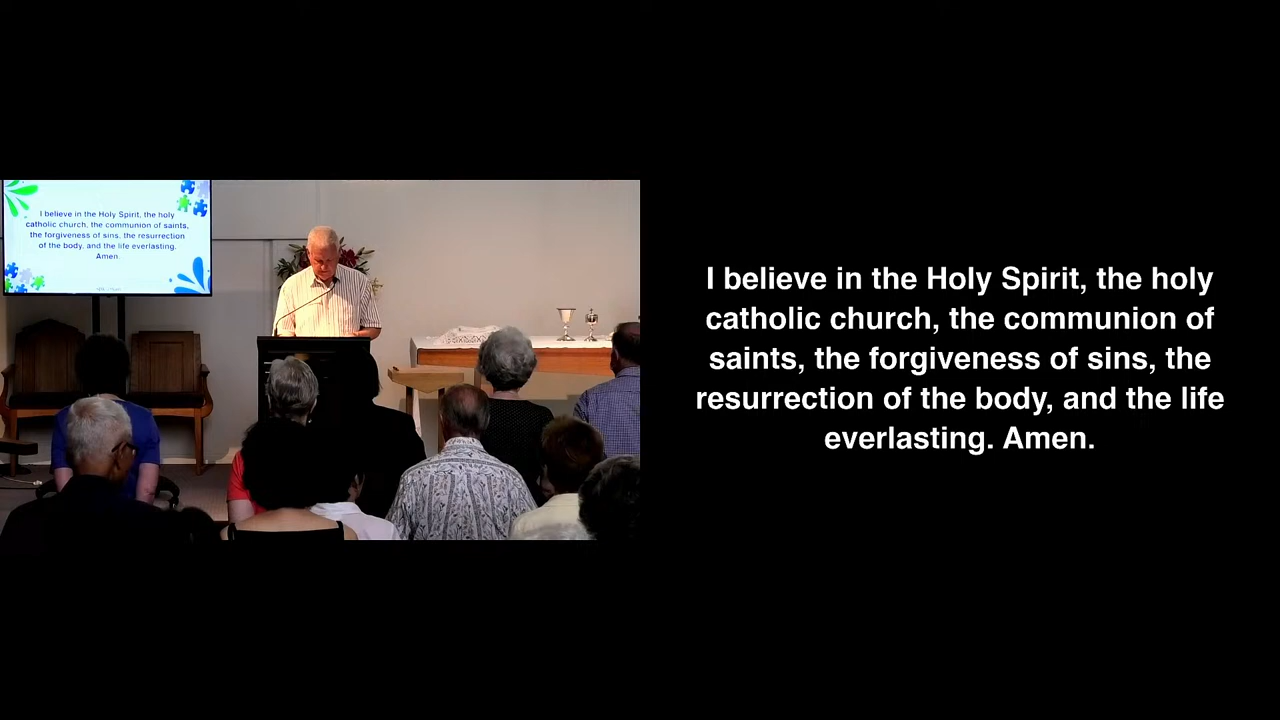 I believe in the Holy Spirit, the holy
catholic church, the communion of saints,
the forgiveness of sins, the resurrection
of the body, and the life everlasting.
Amen.
I believe in the Holy Spirit, the holy
catholic church, the communion of
saints, the forgiveness of sins, the
resurrection of the body, and the life
everlasting. Amen.